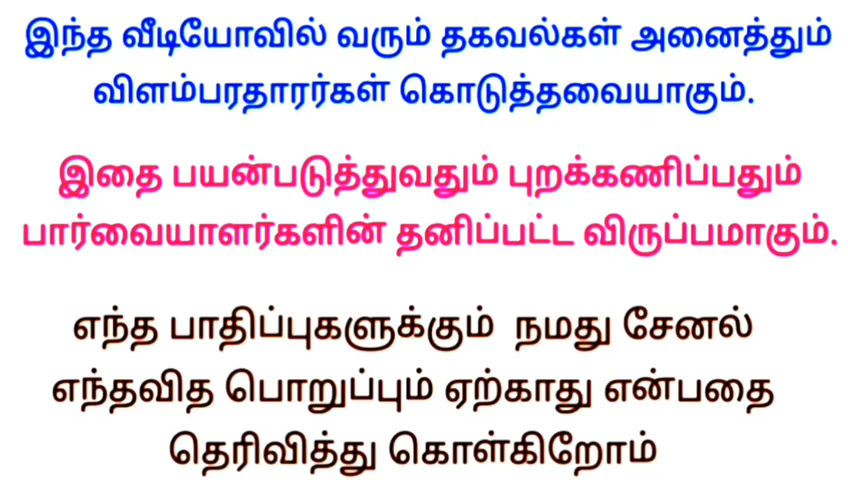 இந்த வீடியோவில் வரும் தகவல்கள் அனைத்தும்
விளம்பரதாரர்கள் கொடுத்தவையாகும்.
இதை பயன்படுத்துவதும் புறக்கணிப்பதும்
பார்வையாளர்களின் தனிப்பட்ட விருப்பமாகும்.
எந்த பாதிப்புகளுக்கும் நமது சேனல்
எந்தவித பொறுப்பும் ஏற்காது என்பதை
தெரிவித்து கொள்கிறோம்